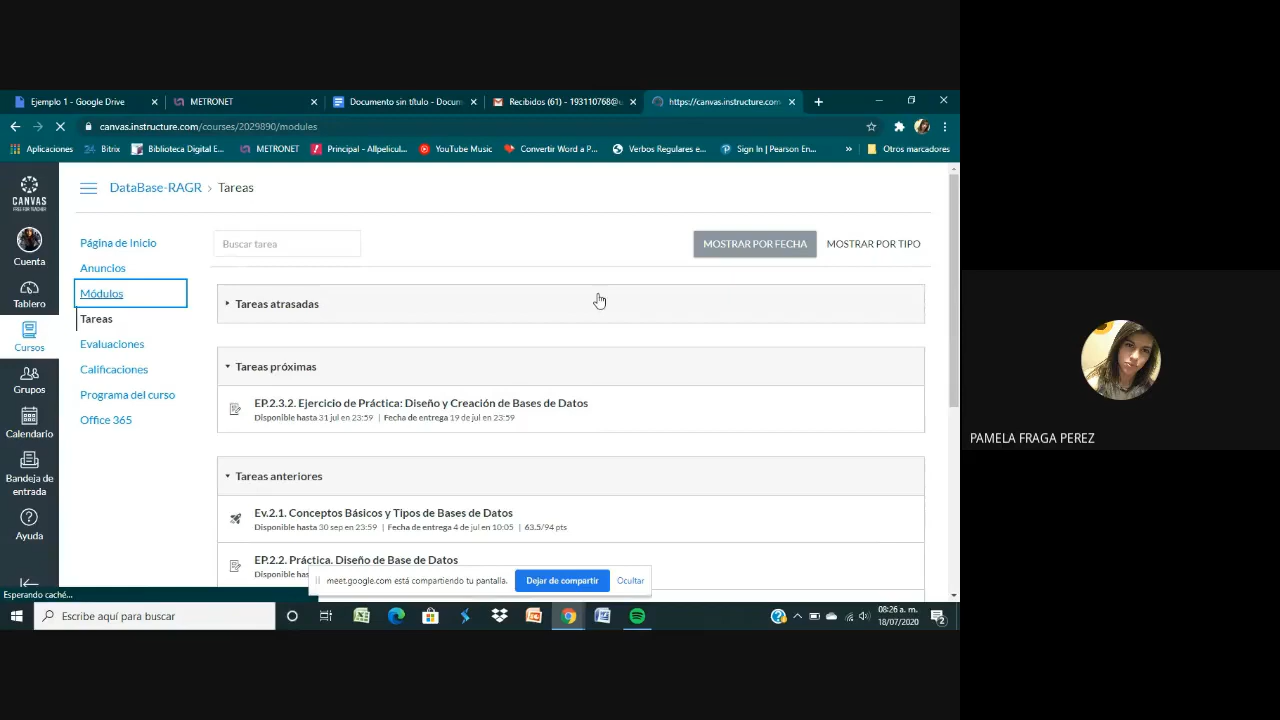 Ejemplo 1 - Google Drive
METRONET
Documento sin título - Docum
Recibidos (61) - 193110768@u
https://canvas.instructure.com
canvas.instructure.com/courses/2029890/modules
Aplicaciones
Bitrix
Biblioteca Digital E...
METRONET
Principal - Allpelicul...
YouTube Music
Convertir Word a P...
Verbos Regulares e...
Sign In | Pearson En...
»
Otros marcadores
CANVAS
FREE FOR TEACHER
Cuenta
Tablero
Cursos
Grupos
Calendario
Bandeja de
entrada
Ayuda
DataBase-RAGR > Tareas
Página de Inicio
Anuncios
Módulos
Tareas
Evaluaciones
Calificaciones
Programa del curso
Office 365
Buscar tarea
MOSTRAR POR FECHA
MOSTRAR POR TIPO
Tareas atrasadas
Tareas próximas
EP.2.3.2. Ejercicio de Práctica: Diseño y Creación de Bases de Datos
Disponible hasta 31 jul en 23:59 | Fecha de entrega 19 de jul en 23:59
Tareas anteriores
Ev.2.1. Conceptos Básicos y Tipos de Bases de Datos
Disponible hasta 30 sep en 23:59 | Fecha de entrega 4 de jul en 10:05 | 63.5/94 pts
EP.2.2. Práctica. Diseño de Base de Datos
Disponible has
meet.google.com está compartiendo tu pantalla.
Dejar de compartir
Ocultar
Esperando caché...
Escribe aquí para buscar
08:26 a. m.
18/07/2020
2
PAMELA FRAGA PEREZ